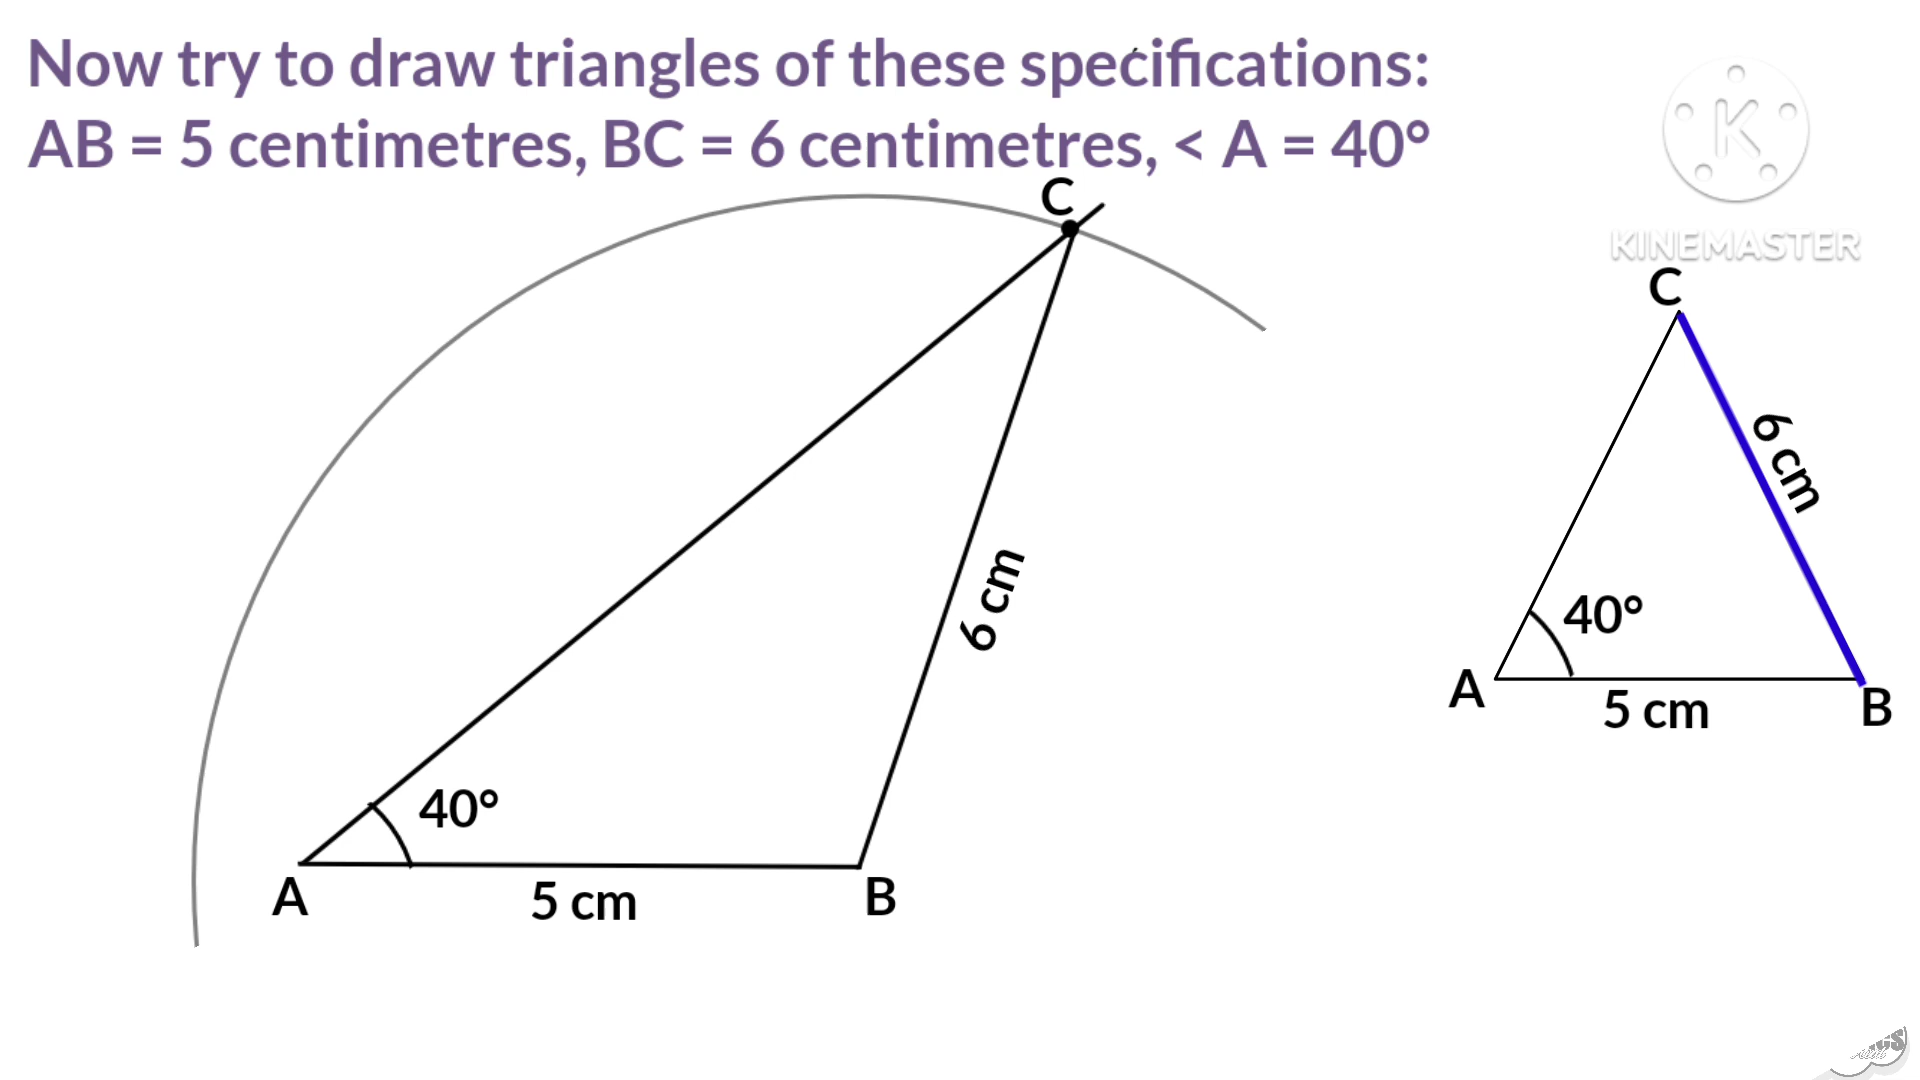 Now try to draw triangles of these specifications:
AB = 5 centimetres, BC = 6 centimetres, < A = 40°
K
KINEMASTER
C
C
6 cm
6 cm
40°
40°
A
5 cm
B
A
5 cm
B